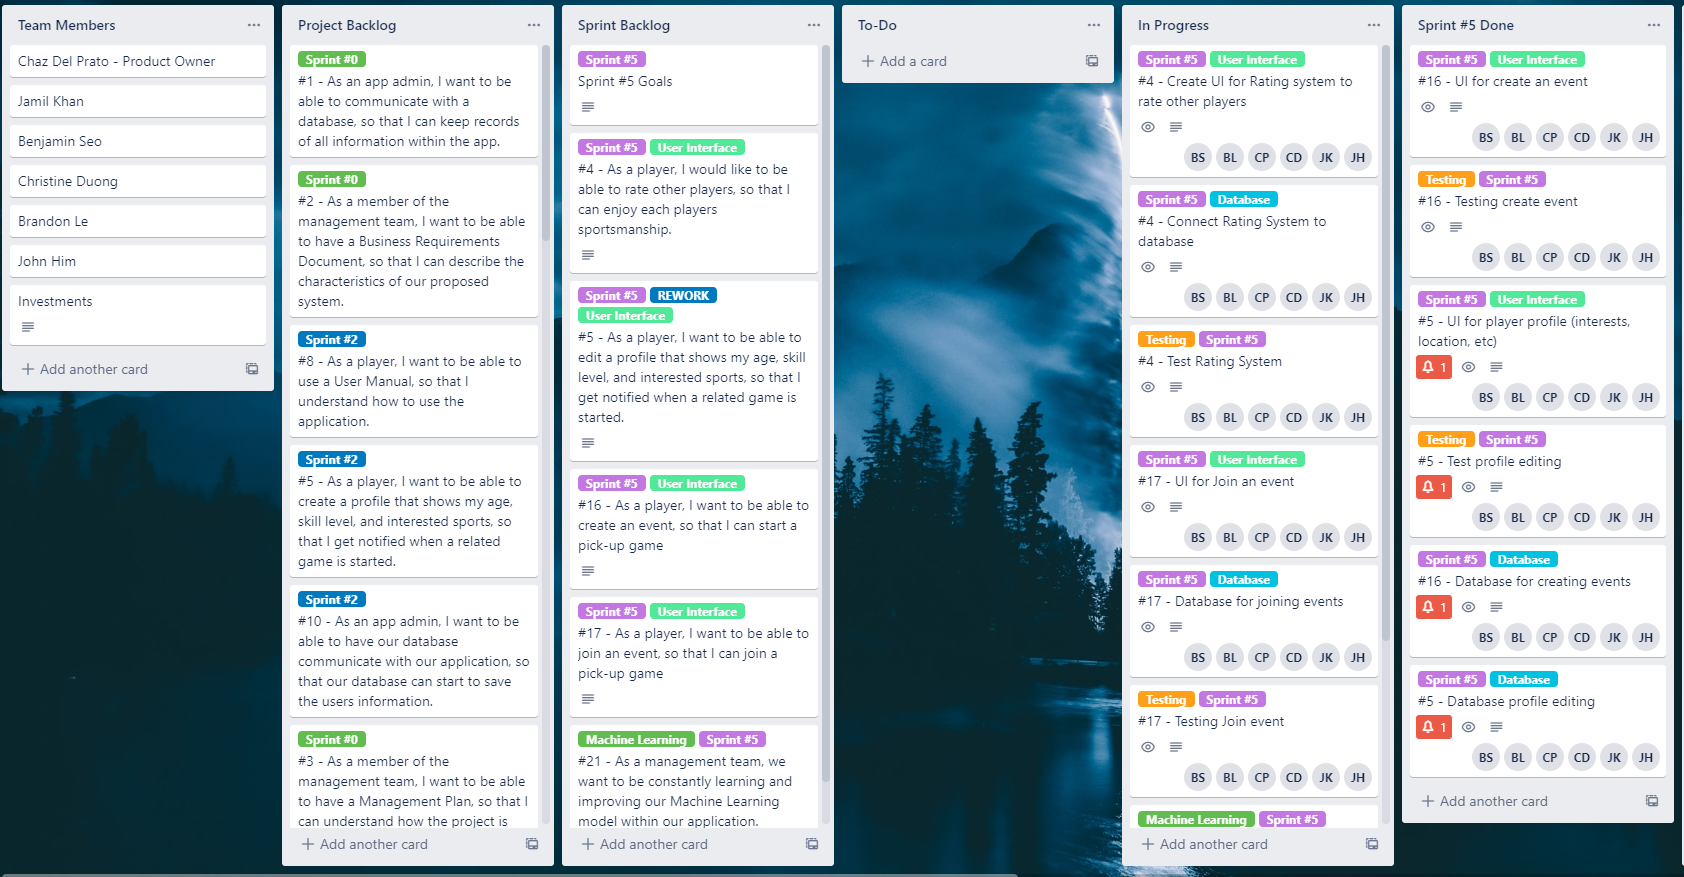 Team Members
Chaz Del Prato - Product Owner
Jamil Khan
Benjamin Seo
Christine Duong
Brandon Le
John Him
Investments
Add another card
Project Backlog
Sprint #0
#1 - As an app admin, I want to be
able to communicate with a
database, so that I can keep records
of all information within the app.
Sprint #0
#2 - As a member of the
management team, I want to be able
to have a Business Requirements
Document, so that I can describe the
characteristics of our proposed
system.
Sprint #2
#8 - As a player, I want to be able to
use a User Manual, so that I
understand how to use the
application.
Sprint #2
#5 - As a player, I want to be able to
create a profile that shows my age,
skill level, and interested sports, so
that I get notified when a related
game is started.
Sprint #2
#10 - As an app admin, I want to be
able to have our database
communicate with our application, so
that our database can start to save
the users information.
Sprint #0
#3 - As a member of the
management team, I want to be able
to have a Management Plan, so that I
can understand how the project is
Add another card
Sprint Backlog
Sprint #5
Sprint #5 Goals
Sprint #5 User Interface
#4 - As a player, I would like to be
able to rate other players, so that I
can enjoy each players
sportsmanship.
Sprint #5 REWORK
User Interface
#5 - As a player, I want to be able to
edit a profile that shows my age, skill
level, and interested sports, so that I
get notified when a related game is
started.
Sprint #5 User Interface
#16 - As a player, I want to be able to
create an event, so that I can start a
pick-up game
Sprint #5 User Interface
#17 - As a player, I want to be able to
join an event, so that I can join a
pick-up game
Machine Learning Sprint #5
#21 - As a management team, we
want to be constantly learning and
improving our Machine Learning
model within our application.
Add another card
To-Do
Add a card
In Progress
Sprint #5 User Interface
#4 - Create UI for Rating system to
rate other players
BS BL CP CD JK JH
Sprint #5 Database
#4 - Connect Rating System to
database
BS BL CP CD JK JH
Testing Sprint #5
#4 - Test Rating System
BS BL CP CD JK JH
Sprint #5 User Interface
#17 - UI for Join an event
BS BL CP CD JK JH
Sprint #5 Database
#17 - Database for joining events
BS BL CP CD JK JH
Testing Sprint #5
#17 - Testing Join event
BS BL CP CD JK JH
Machine Learning Sprint #5
Add another card
Sprint #5 Done
Sprint #5 User Interface
#16 - UI for create an event
BS BL CP CD JK JH
Testing Sprint #5
#16 - Testing create event
BS BL CP CD JK JH
Sprint #5 User Interface
#5 - UI for player profile (interests,
location, etc)
1
BS BL CP CD JK JH
Testing Sprint #5
#5 - Test profile editing
1
BS BL CP CD JK JH
Sprint #5 Database
#16 - Database for creating events
1
BS BL CP CD JK JH
Sprint #5 Database
#5 - Database profile editing
1
BS BL CP CD JK JH
Add another card